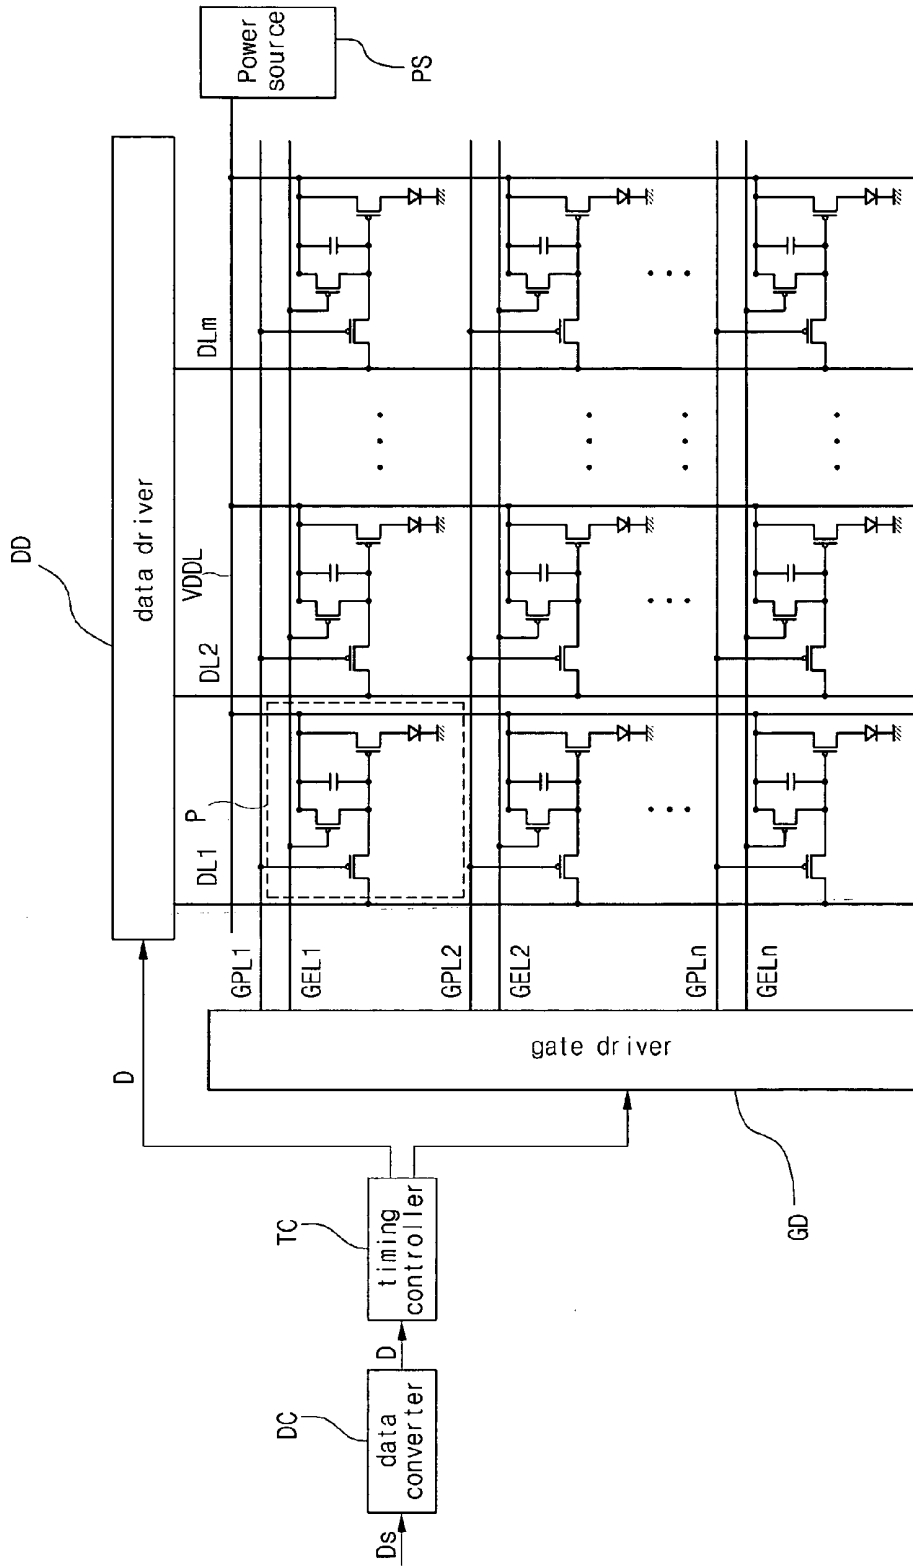 DD
data driver
Power
source
PS
DL1
P
DL2
VDDL
DLm
GPL1
GEL1
GPL2
GEL2
GPLn
GELn
gate driver
GD
D
TC
timing
controller
D
DC
data
converter
Ds